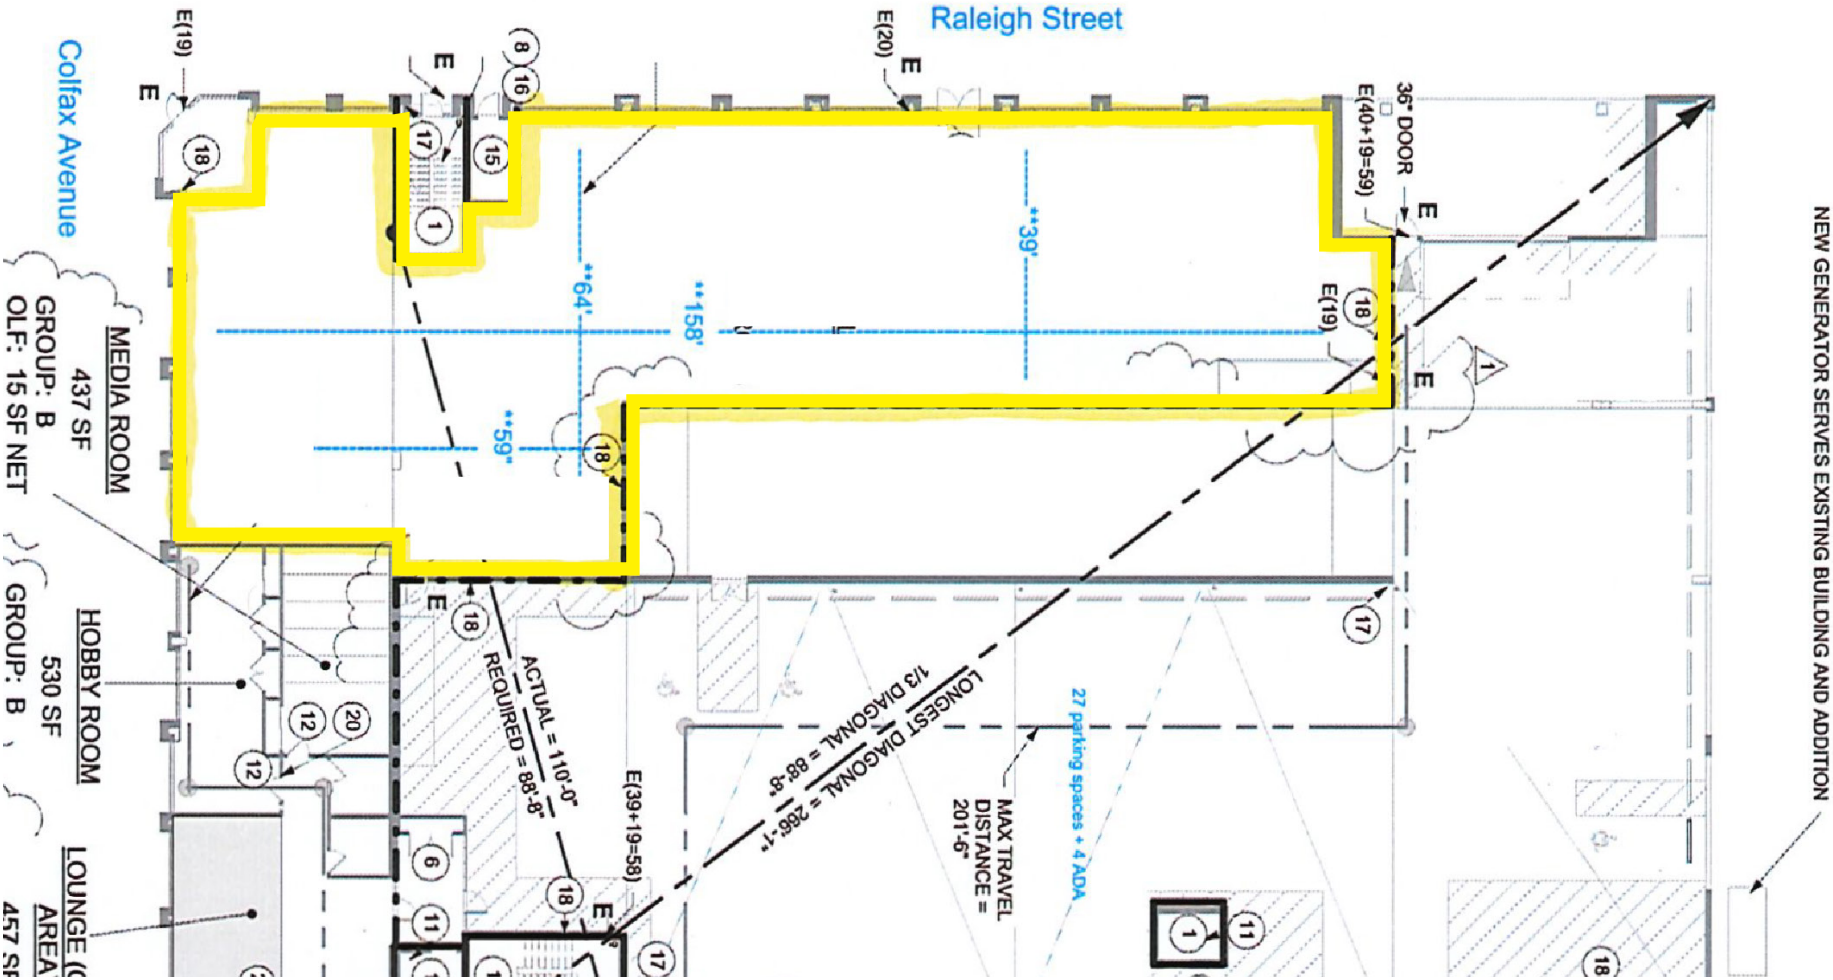 Raleigh Street
Colfax Avenue
E(19)
E
E
8
16
E(20)
E
36" DOOR
E(40+19=59)
E
NEW GENERATOR SERVES EXISTING BUILDING AND ADDITION
18
17
15
1
**39'
**64'
**158'
**59"
E(19)
18
E
1
18
MEDIA ROOM
437 SF
GROUP: B
OLF: 15 SF NET
HOBBY ROOM
530 SF
GROUP: B
LOUNGE
AREA
457 SF
E
18
17
ACTUAL = 110'-0"
REQUIRED = 88'-8"
LONGEST DIAGONAL = 266'-1"
1/3 DIAGONAL = 88'-8"
27 parking spaces + 4 ADA
MAX TRAVEL
DISTANCE =
201'-6"
E(39+19=58)
12
20
12
6
11
18
E
17
1
11
18
1
1